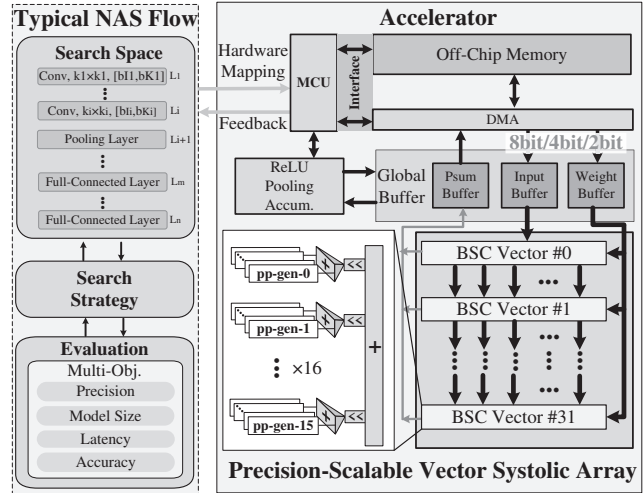 Typical NAS Flow
Search Space
Conv, k1×k1, [bI1,bK1] L1
Conv, ki×ki, [bIi,bKi] Li
Pooling Layer Li+1
Full-Connected Layer Lm
Full-Connected Layer Ln
Search
Strategy
Evaluation
Multi-Obj.
Precision
Model Size
Latency
Accuracy
Hardware
Mapping
Feedback
Accelerator
MCU
Interface
Off-Chip Memory
DMA
8bit/4bit/2bit
ReLU
Pooling
Accum.
Global
Buffer
Psum
Buffer
Input
Buffer
Weight
Buffer
pp-gen-0
<<
pp-gen-1
<<
×16
pp-gen-15
<<
+
BSC Vector #0
BSC Vector #1
BSC Vector #31
Precision-Scalable Vector Systolic Array